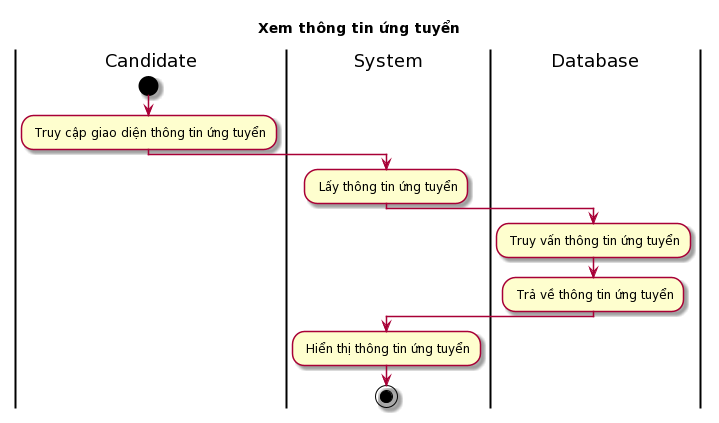 Xem thông tin ứng tuyển
Candidate
System
Database
Truy cập giao diện thông tin ứng tuyển
Lấy thông tin ứng tuyển
Truy vấn thông tin ứng tuyển
Trả về thông tin ứng tuyển
Hiển thị thông tin ứng tuyển